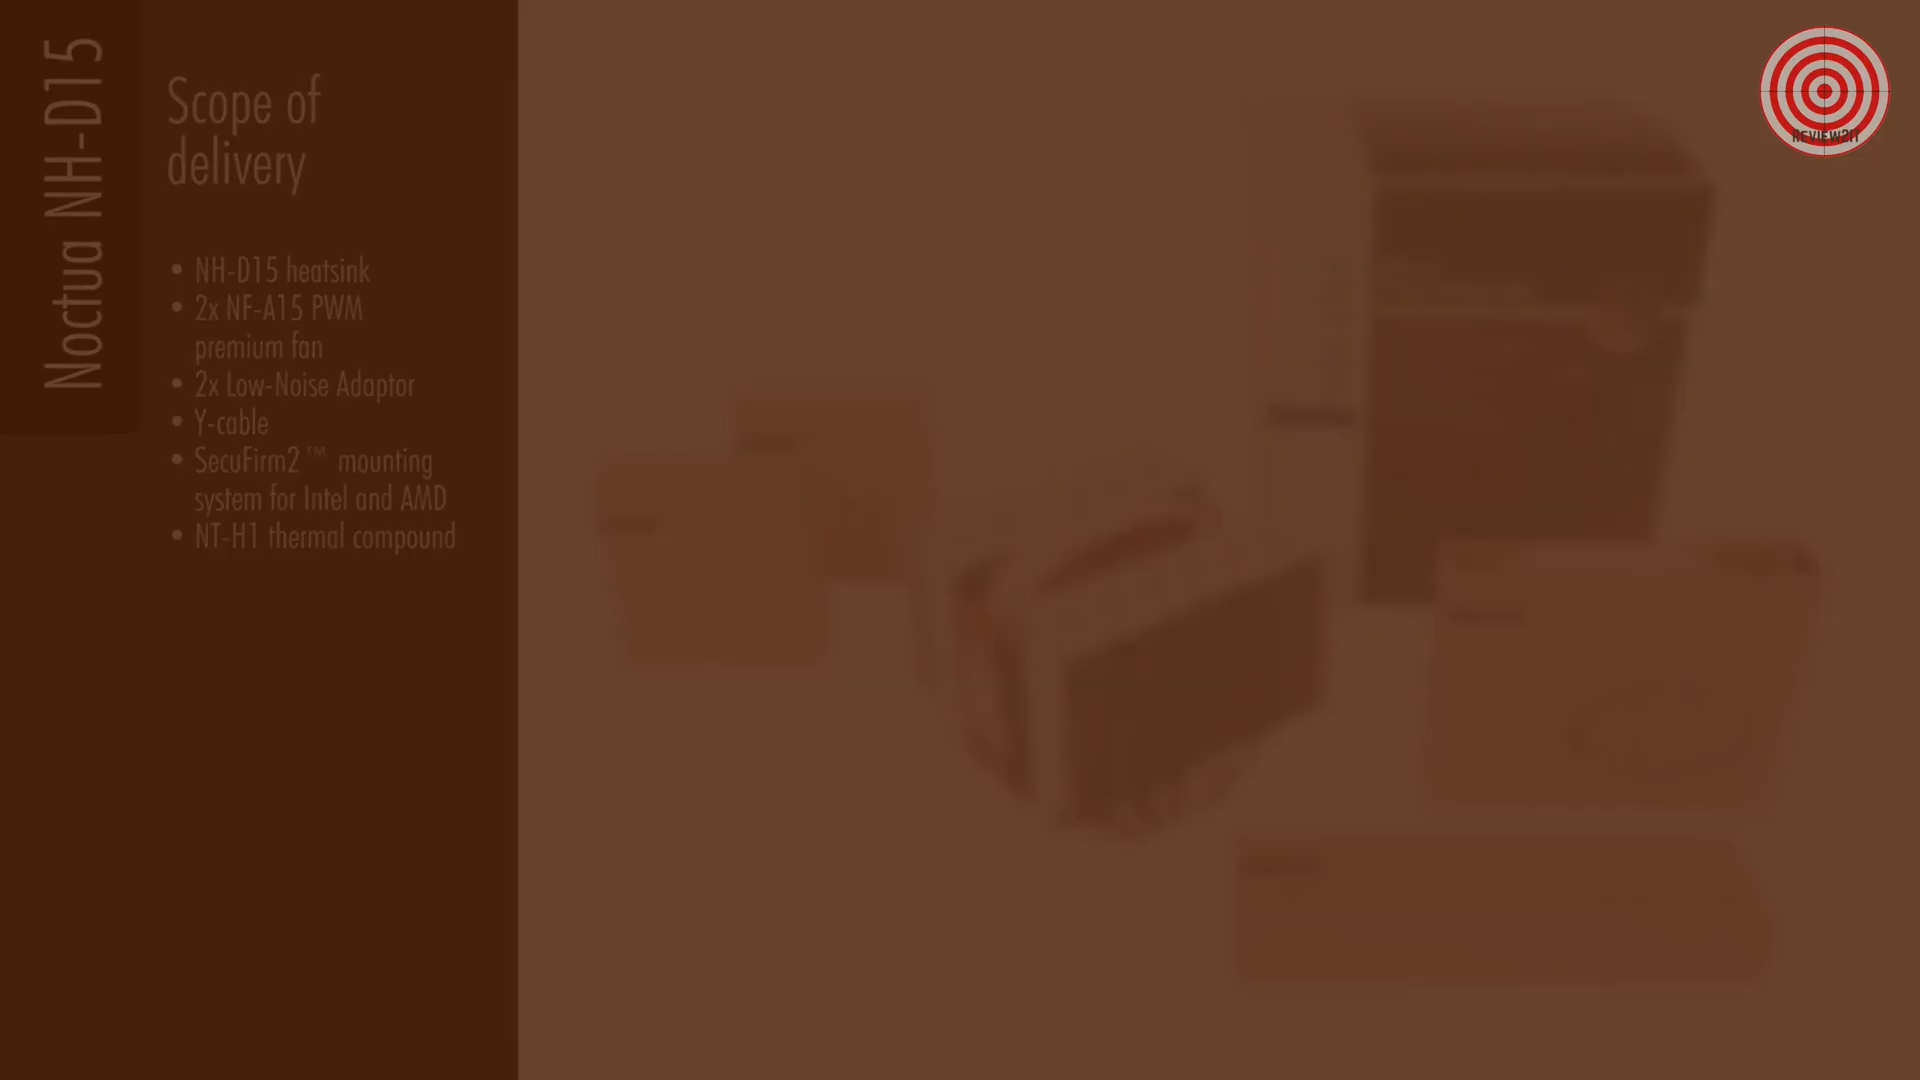 Noctua NH-D15
Scope of
delivery
• NH-D15 heatsink
• 2x NF-A15 PWM
premium fan
• 2x Low-Noise Adaptor
• Y-cable
• SecuFirm2™ mounting
system for Intel and AMD
• NT-H1 thermal compound
REVIEW2IT